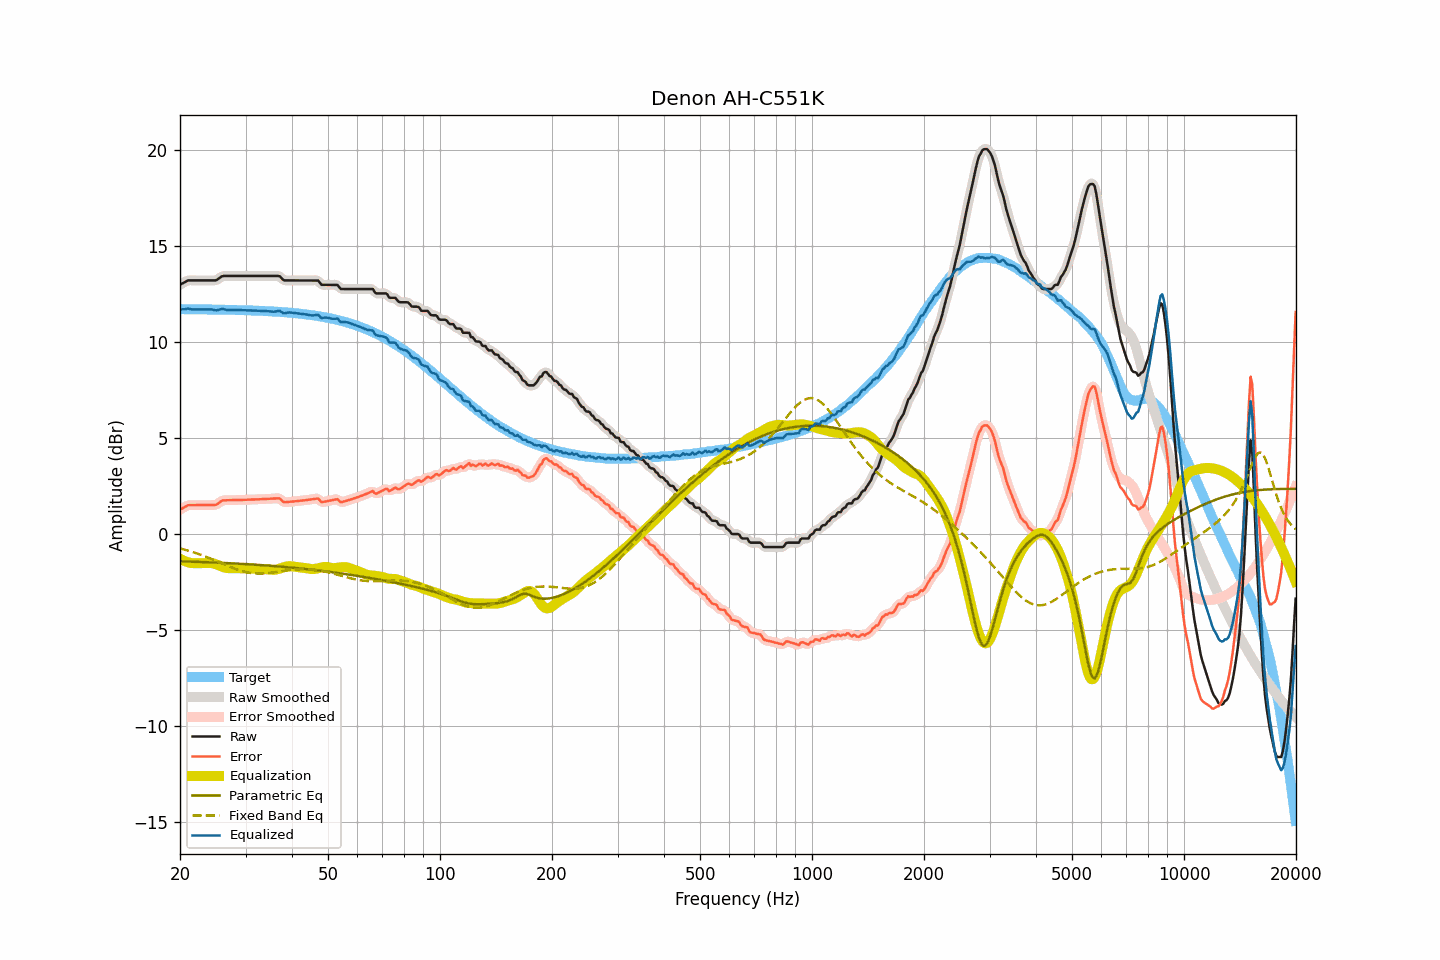 Denon AH-C551K
20
15
10
5
0
−5
−10
−15
Amplitude (dBr)
Target
Raw Smoothed
Error Smoothed
Raw
Error
Equalization
Parametric Eq
Fixed Band Eq
Equalized
20 50 100 200 500 1000 2000 5000 10000 20000
Frequency (Hz)